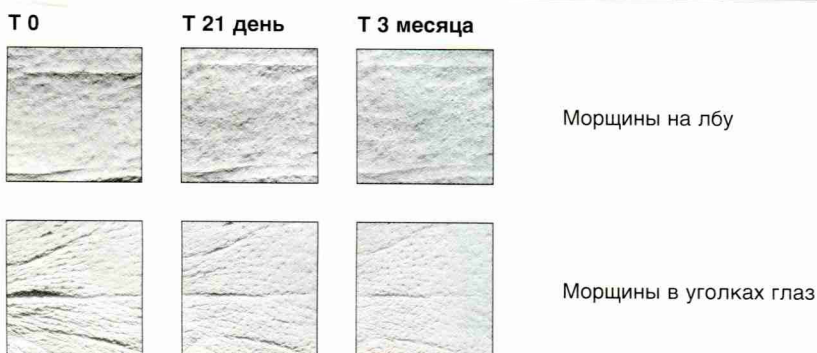 Т 0 Т 21 день Т 3 месяца
Морщины на лбу
Морщины в уголках глаз